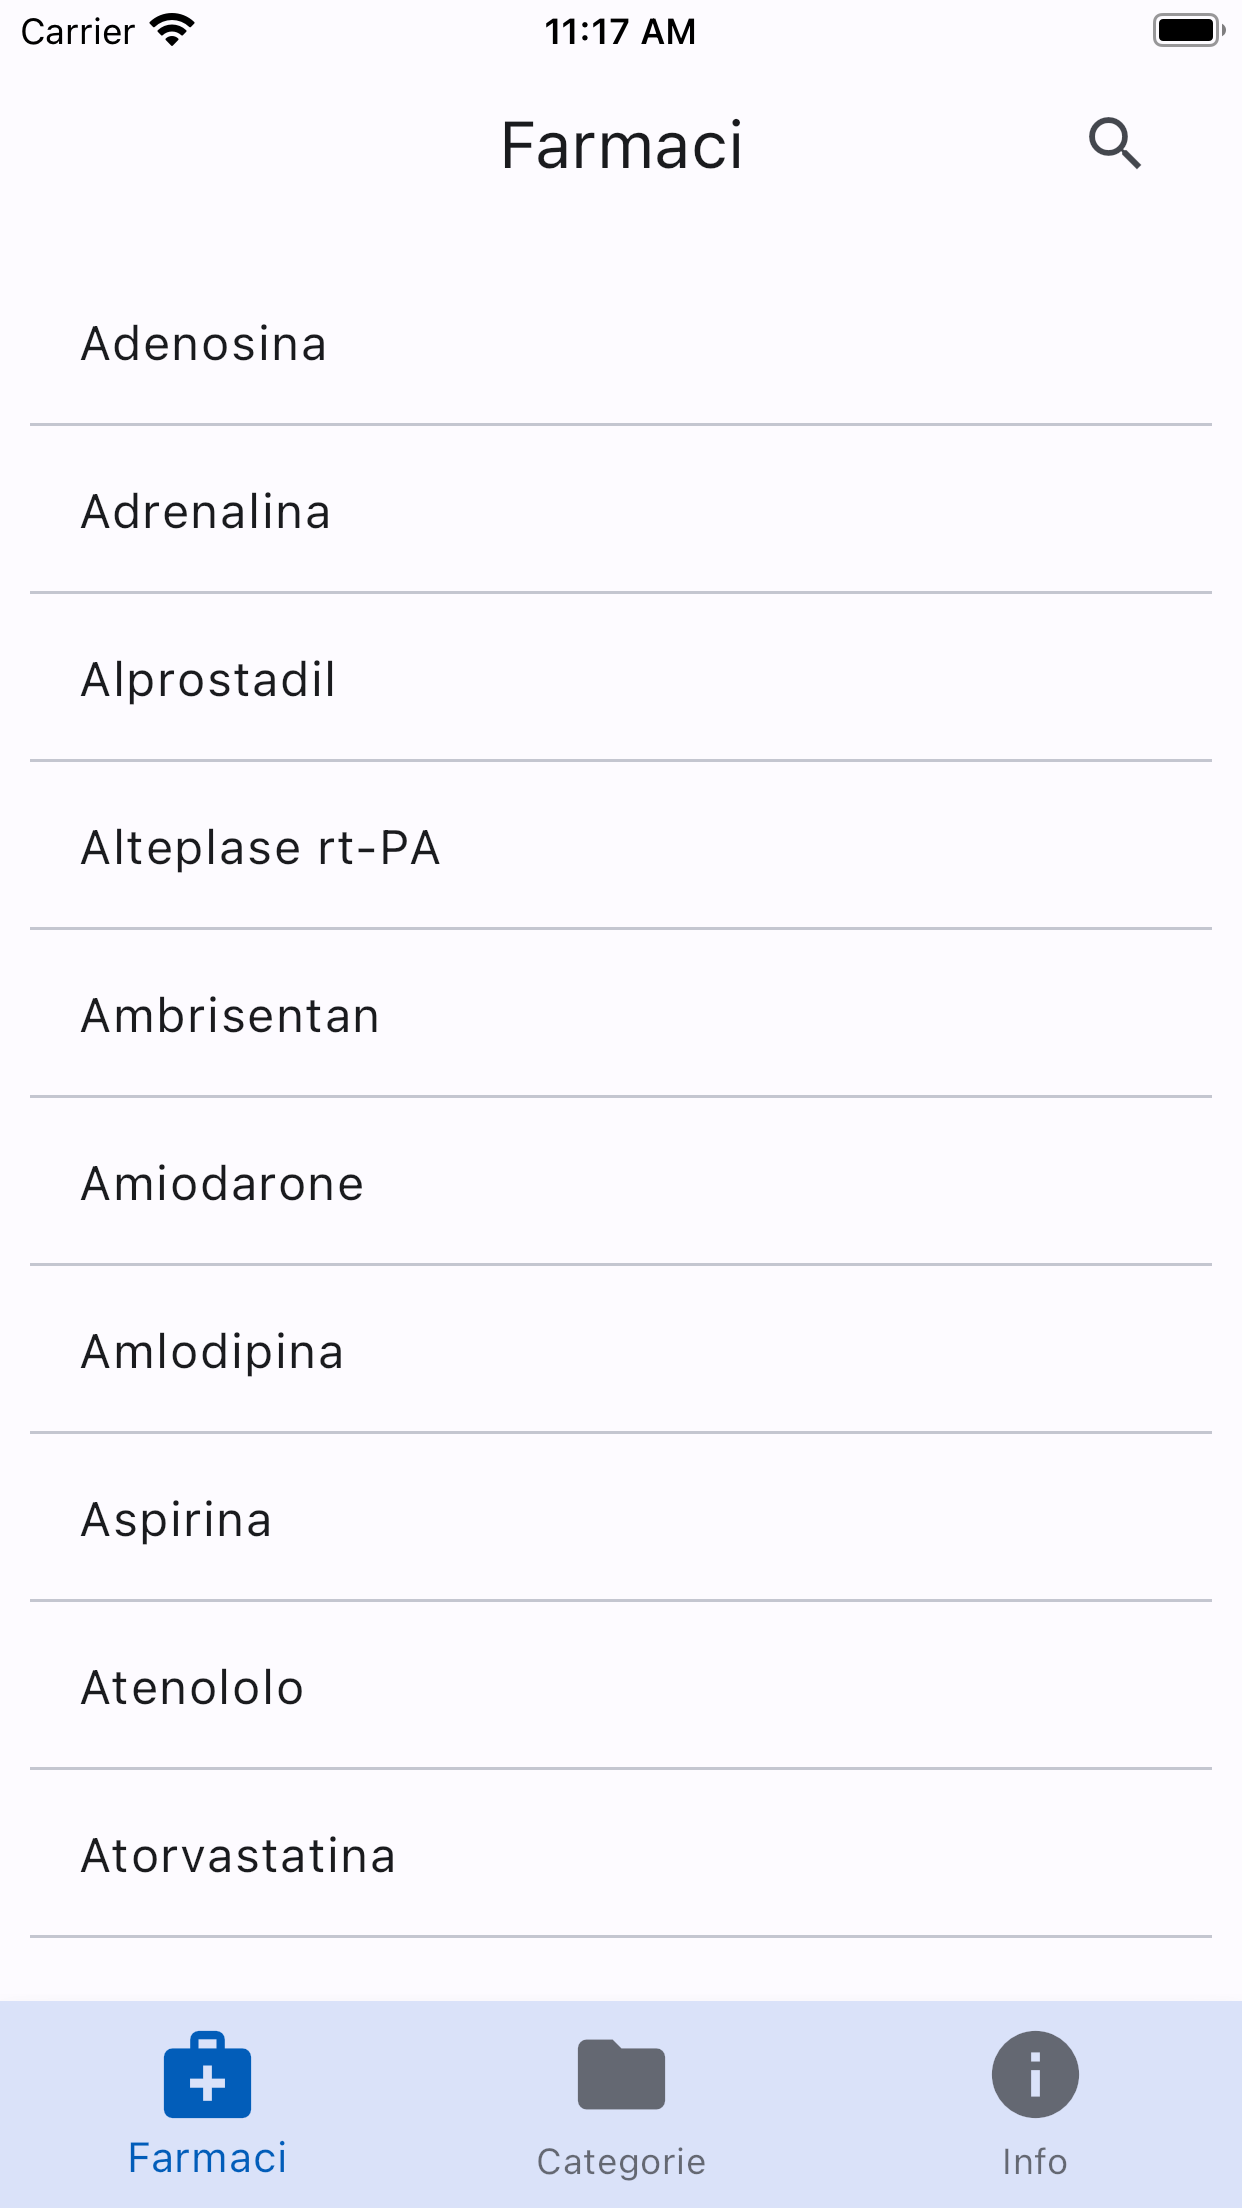 Carrier 11:17 AM
Farmaci
Adenosina
Adrenalina
Alprostadil
Alteplase rt-PA
Ambrisentan
Amiodarone
Amlodipina
Aspirina
Atenololo
Atorvastatina
Farmaci Categorie Info